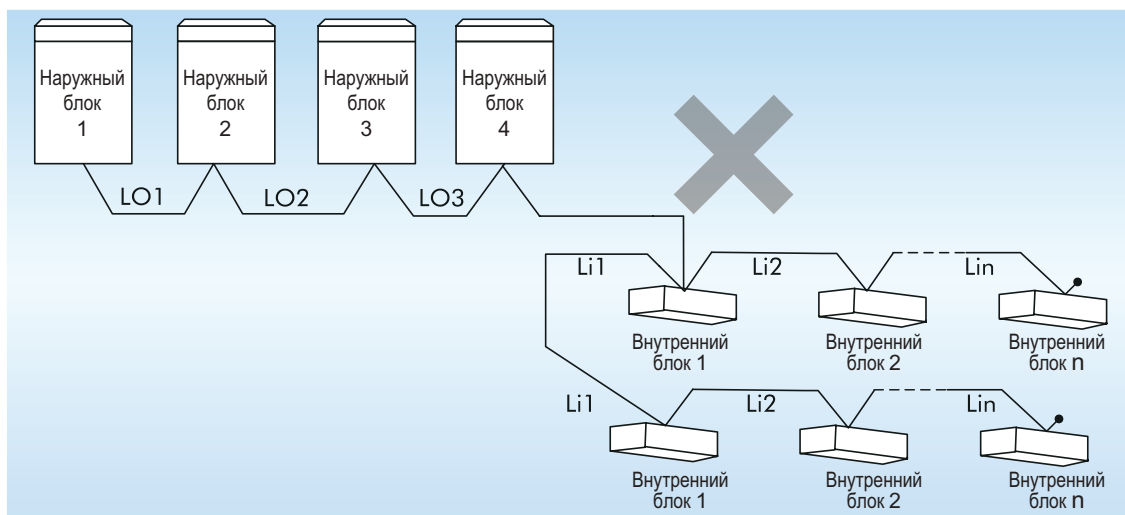 Наружный
блок
1
Наружный
блок
2
Наружный
блок
3
Наружный
блок
4
LO1
LO2
LO3
Li1
Li2
Lin
Внутренний
блок 1
Внутренний
блок 2
Внутренний
блок n
Li1
Li2
Lin
Внутренний
блок 1
Внутренний
блок 2
Внутренний
блок n